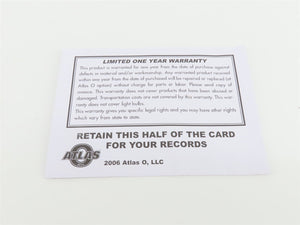 LIMITED ONE YEAR WARRANTY
This product is warranted for one year from the date of purchase against
defects in material and/or workmanship. Any warranted product received
within one year from the date of purchase will be repaired or replaced (at
Atlas O option) without charge for parts or labor. Please send copy of
invoice. This warranty does not cover products that have been abused or
damaged. Transportation costs are not covered by this warranty. This war-
ranty does not cover light bulbs.
This warranty gives you specific legal rights and you may have other rights
which vary from state to state.
RETAIN THIS HALF OF THE CARD
FOR YOUR RECORDS
ATLAS
2006 Atlas O, LLC